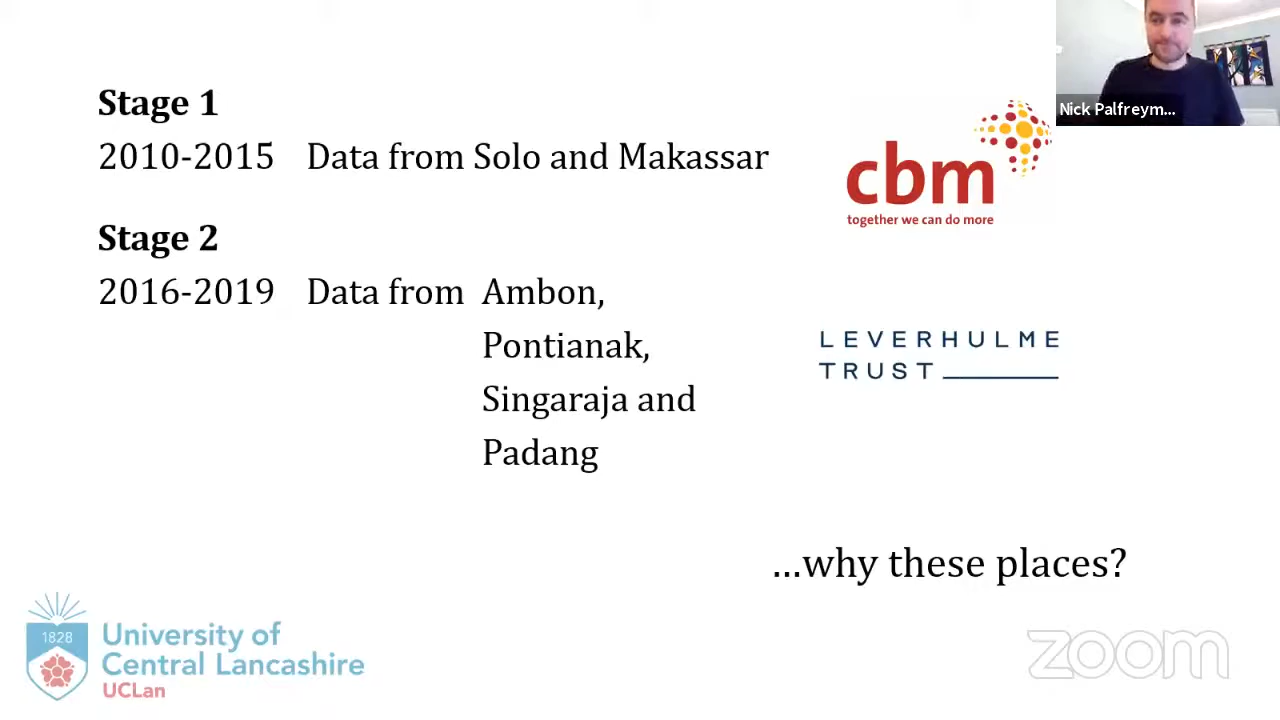 Stage 1
2010-2015 Data from Solo and Makassar
Stage 2
2016-2019 Data from Ambon,
Pontianak,
Singaraja and
Padang
cbm
together we can do more
LEVERHULME
TRUST
...why these places?
Nick Palfreym...
1828
University of
Central Lancashire
UCLan
zoom